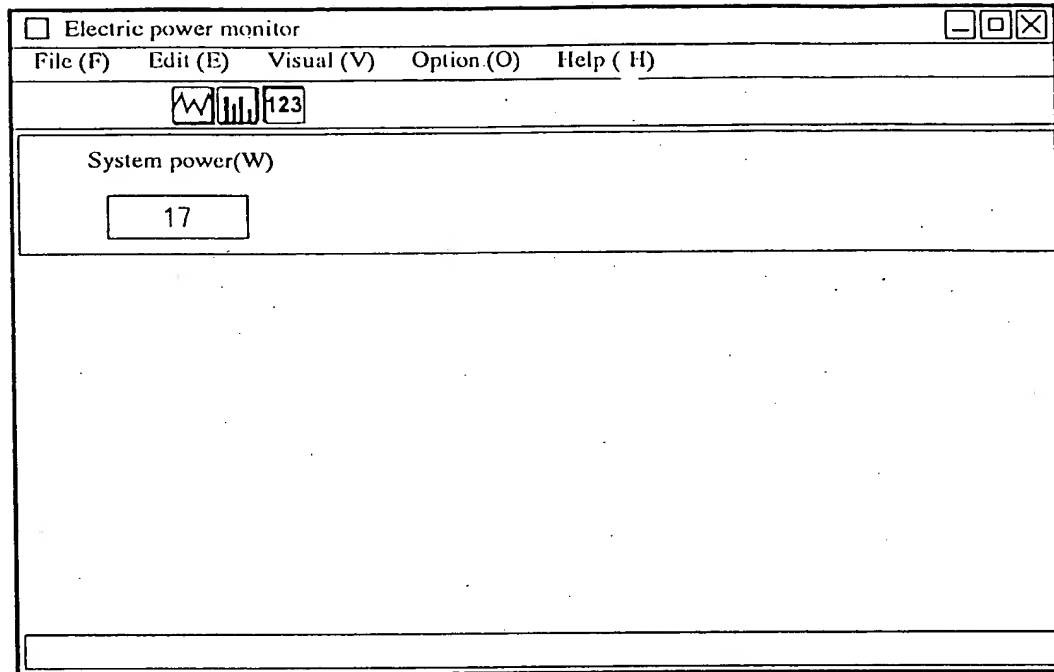 Electric power monitor
File (F) Edit (E) Visual (V) Option.(O) Help ( H)
123
System power(W)
17